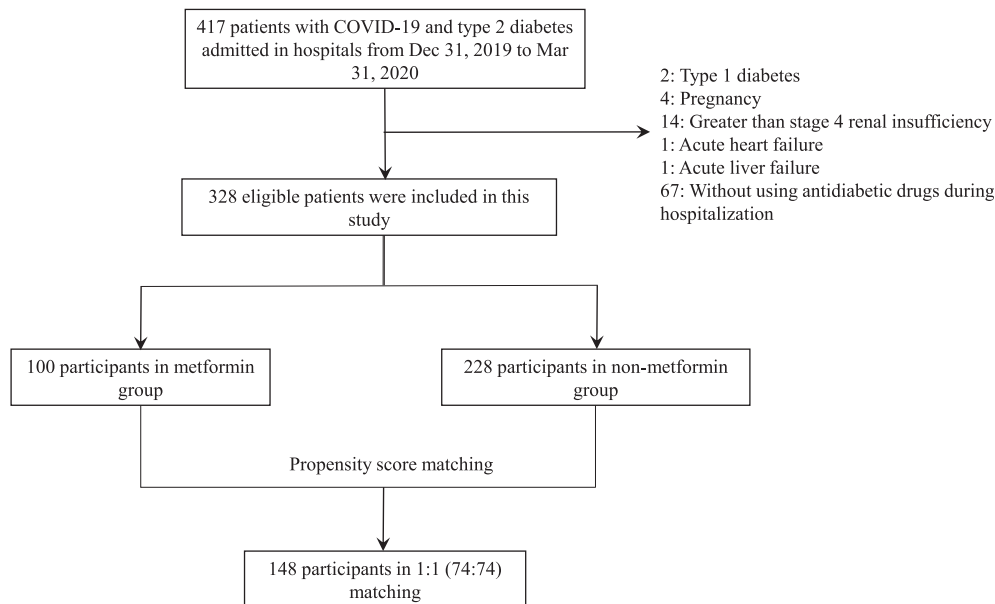 417 patients with COVID-19 and type 2 diabetes
admitted in hospitals from Dec 31, 2019 to Mar
31, 2020
2: Type 1 diabetes
4: Pregnancy
14: Greater than stage 4 renal insufficiency
1: Acute heart failure
1: Acute liver failure
67: Without using antidiabetic drugs during
hospitalization
328 eligible patients were included in this
study
100 participants in metformin
group
228 participants in non-metformin
group
Propensity score matching
148 participants in 1:1 (74:74)
matching